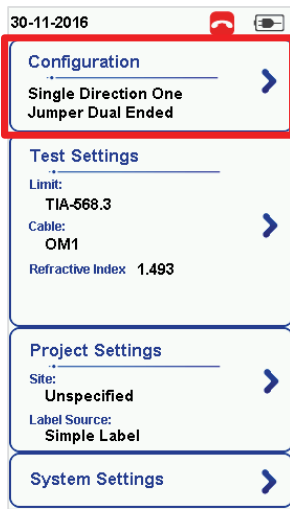 30-11-2016
Configuration
Single Direction One
Jumper Dual Ended
Test Settings
Limit:
TIA-568.3
Cable:
OM1
Refractive Index 1.493
Project Settings
Site:
Unspecified
Label Source:
Simple Label
System Settings